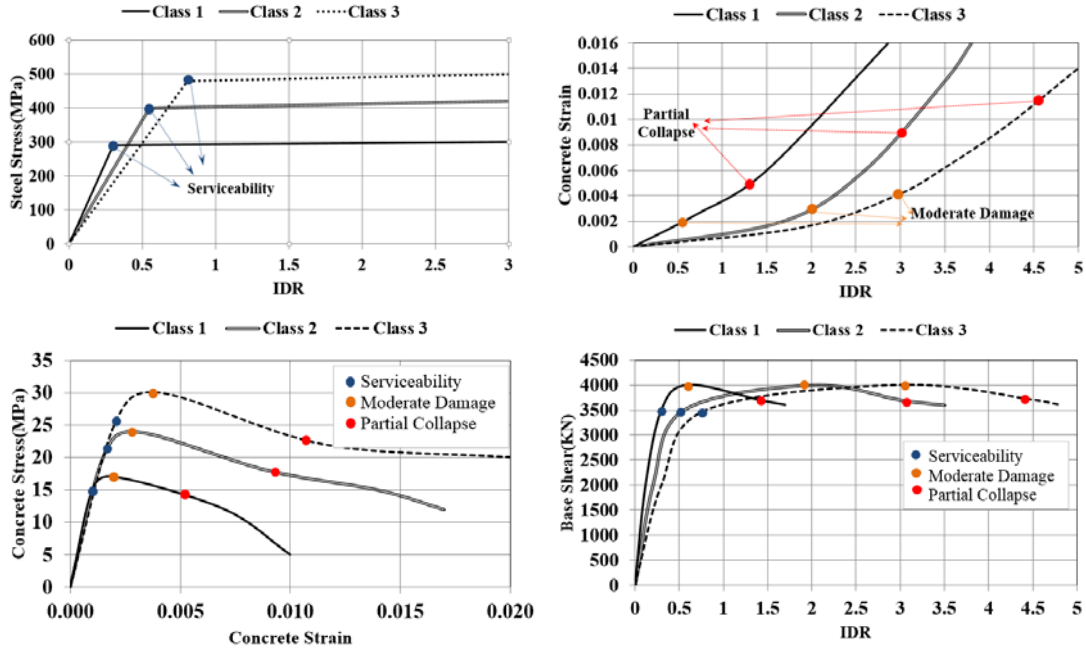 Class 1 Class 2 Class 3
Steel Stress(MPa)
600
500
400
300
200
100
0
Serviceability
0 0.5 1 1.5 2 2.5 3
IDR
Class 1 Class 2 Class 3
Concrete Strain
0.016
0.014
0.012
0.01
0.008
0.006
0.004
0.002
0
Partial
Collapse
Moderate Damage
0 0.5 1 1.5 2 2.5 3 3.5 4 4.5 5
IDR
Class 1 Class 2 Class 3
Concrete Stress(MPa)
35
30
25
20
15
10
5
0
Serviceability
Moderate Damage
Partial Collapse
0.000 0.005 0.010 0.015 0.020
Concrete Strain
Class 1 Class 2 Class 3
Base Shear(KN)
4500
4000
3500
3000
2500
2000
1500
1000
500
0
Serviceability
Moderate Damage
Partial Collapse
0 0.5 1 1.5 2 2.5 3 3.5 4 4.5 5
IDR